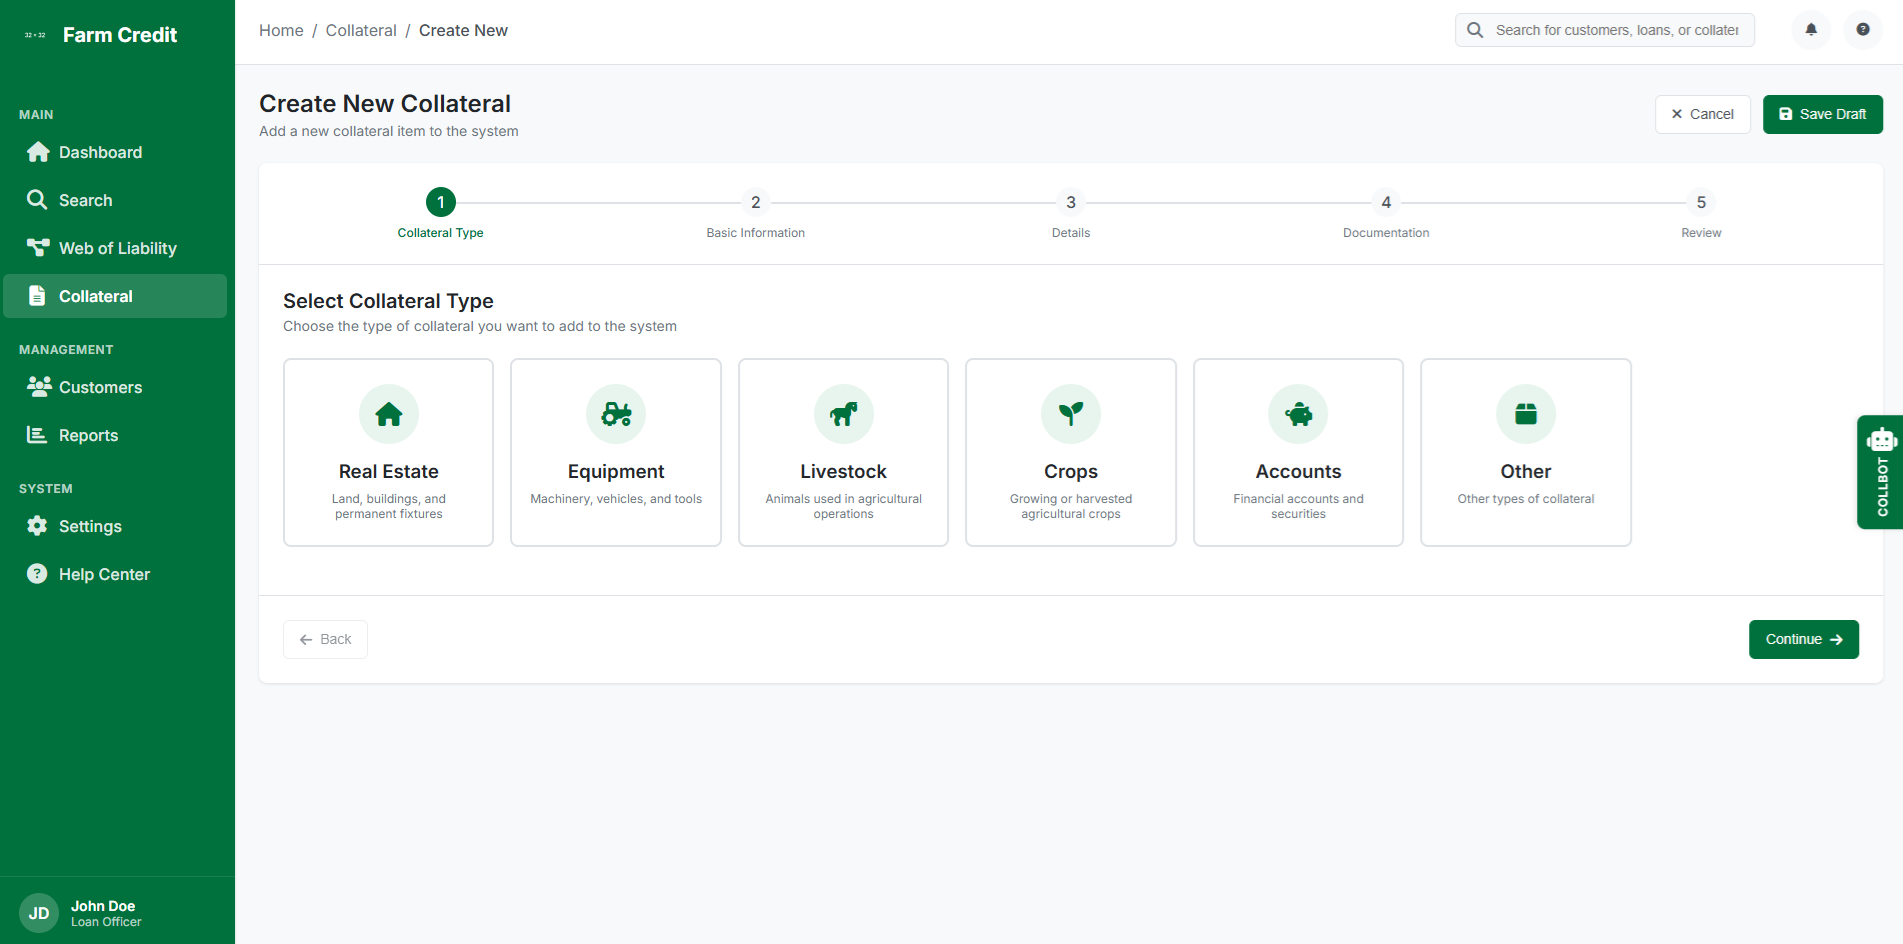 32 × 32
Farm Credit
MAIN
Dashboard
Search
Web of Liability
Collateral
MANAGEMENT
Customers
Reports
SYSTEM
Settings
Help Center
JD
John Doe
Loan Officer
Home / Collateral / Create New
Search for customers, loans, or collater
Create New Collateral
Add a new collateral item to the system
Cancel
Save Draft
1
Collateral Type
2
Basic Information
3
Details
4
Documentation
5
Review
Select Collateral Type
Choose the type of collateral you want to add to the system
Real Estate
Land, buildings, and
permanent fixtures
Equipment
Machinery, vehicles, and tools
Livestock
Animals used in agricultural
operations
Crops
Growing or harvested
agricultural crops
Accounts
Financial accounts and
securities
Other
Other types of collateral
Back
Continue
COLLBOT